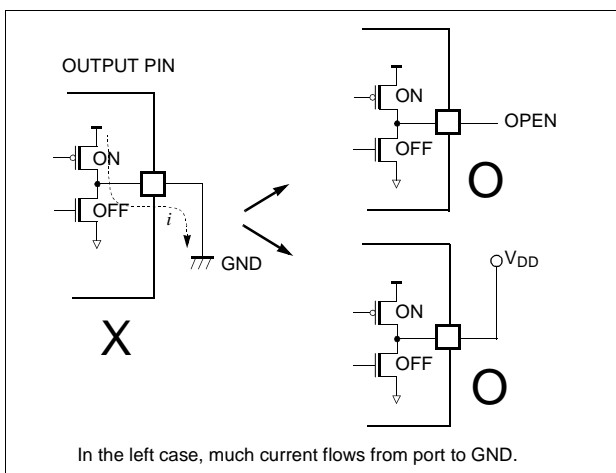 OUTPUT PIN
ON
OFF
i
GND
X
ON
OFF
OPEN
O
VDD
ON
OFF
O
In the left case, much current flows from port to GND.